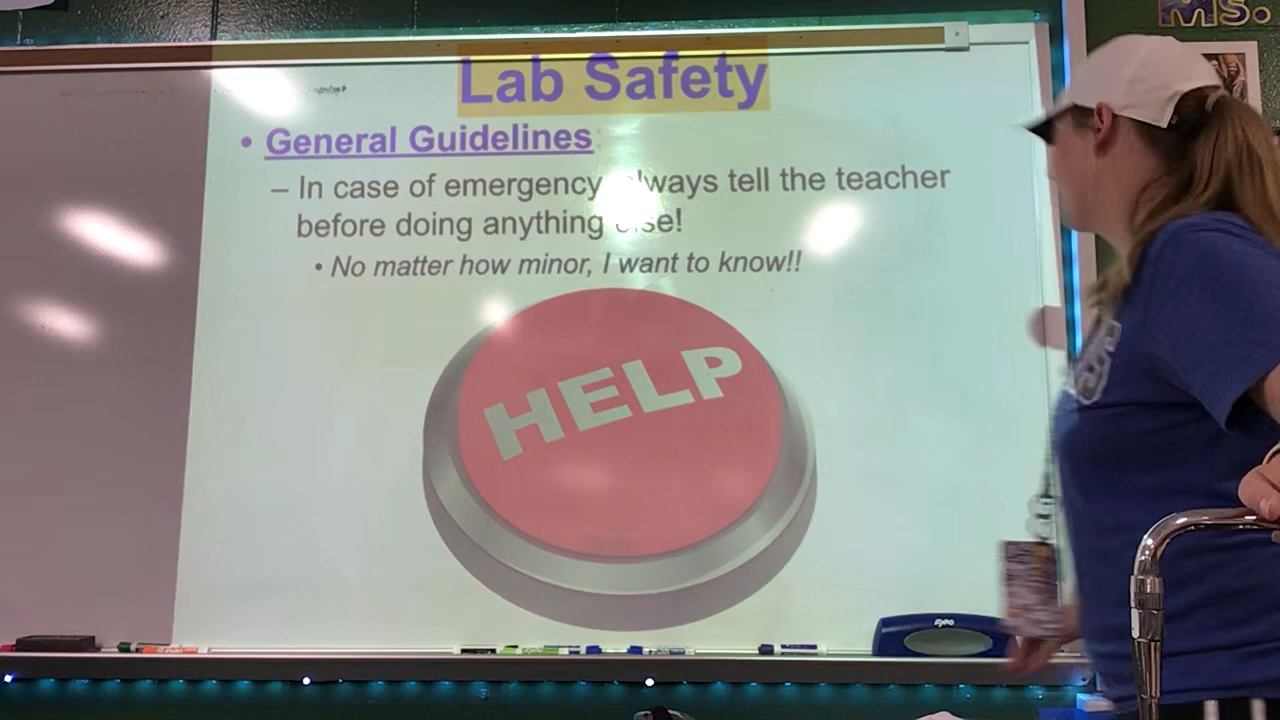 Ms.
Lab Safety
• General Guidelines
– In case of emergency always tell the teacher
before doing anything else!
• No matter how minor, I want to know!!
HELP
EXPO